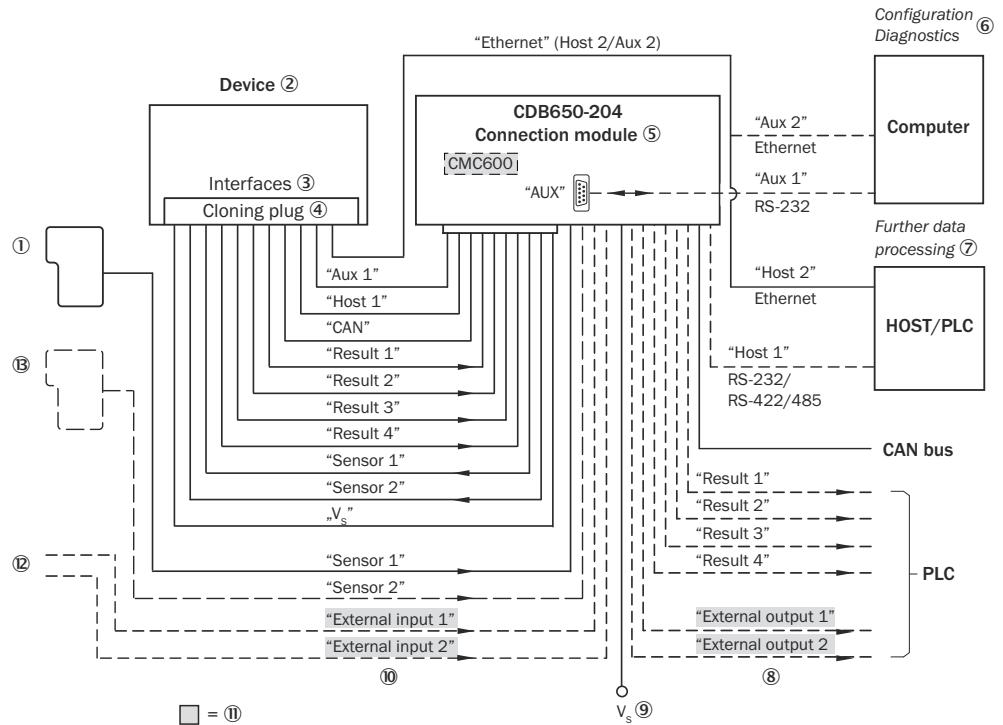 Configuration
Diagnostics ⑥
"Ethernet" (Host 2/Aux 2)
Device ②
CDB650-204
Connection module ⑤
CMC600
"AUX"
"Aux 2"
Ethernet
Computer
"Aux 1"
RS-232
Interfaces ③
Cloning plug ④
①
Further data
processing ⑦
"Aux 1"
"Host 2"
Ethernet
"Host 1"
HOST/PLC
"CAN"
⑬
"Result 1"
"Host 1"
RS-232/
RS-422/485
"Result 2"
"Result 3"
"Result 4"
CAN bus
"Sensor 1"
"Result 1"
"Sensor 2"
"Result 2"
„Vs"
"Result 3"
⑫
"Sensor 1"
"Result 4"
PLC
"Sensor 2"
"External input 1"
"External output 1"
"External input 2"
"External output 2
⑩
⑧
= ⑪
Vs ⑨